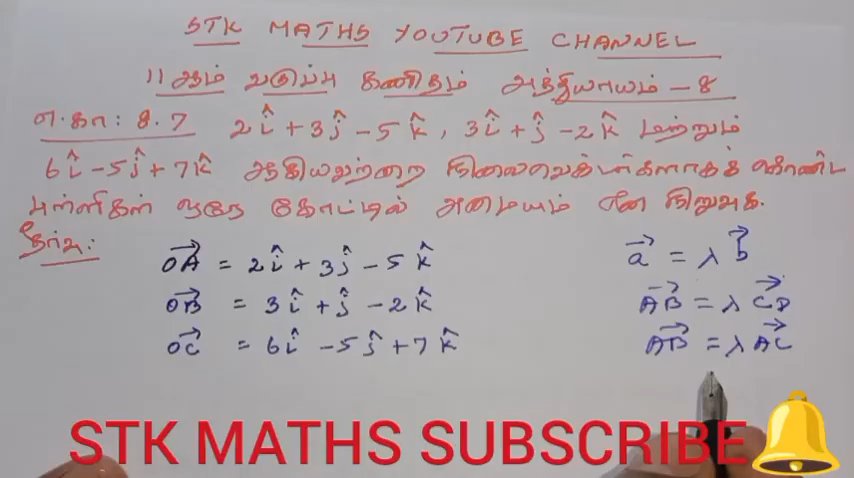 STK MATHS YOUTUBE CHANNEL
11 ஆம் வகுப்பு கணிதம் அத்தியாயம் - 8
எ.கா : 8.7 2î + 3ĵ - 5k̂, 3î + ĵ - 2k̂ மற்றும்
6î - 5ĵ + 7k̂ ஆகியவற்றை நிலைவெக்டர்களாகக் கொண்ட
புள்ளிகள் ஒரே கோட்டில் அமையும் என நிறுவுக.
தீர்வு:
OA⃗ = 2î + 3ĵ - 5k̂ a⃗ = λ b⃗
OB⃗ = 3î + ĵ - 2k̂ AB⃗ = λ CD⃗
OC⃗ = 6î - 5ĵ + 7k̂ AB⃗ = λ AC⃗
STK MATHS SUBSCRIBE